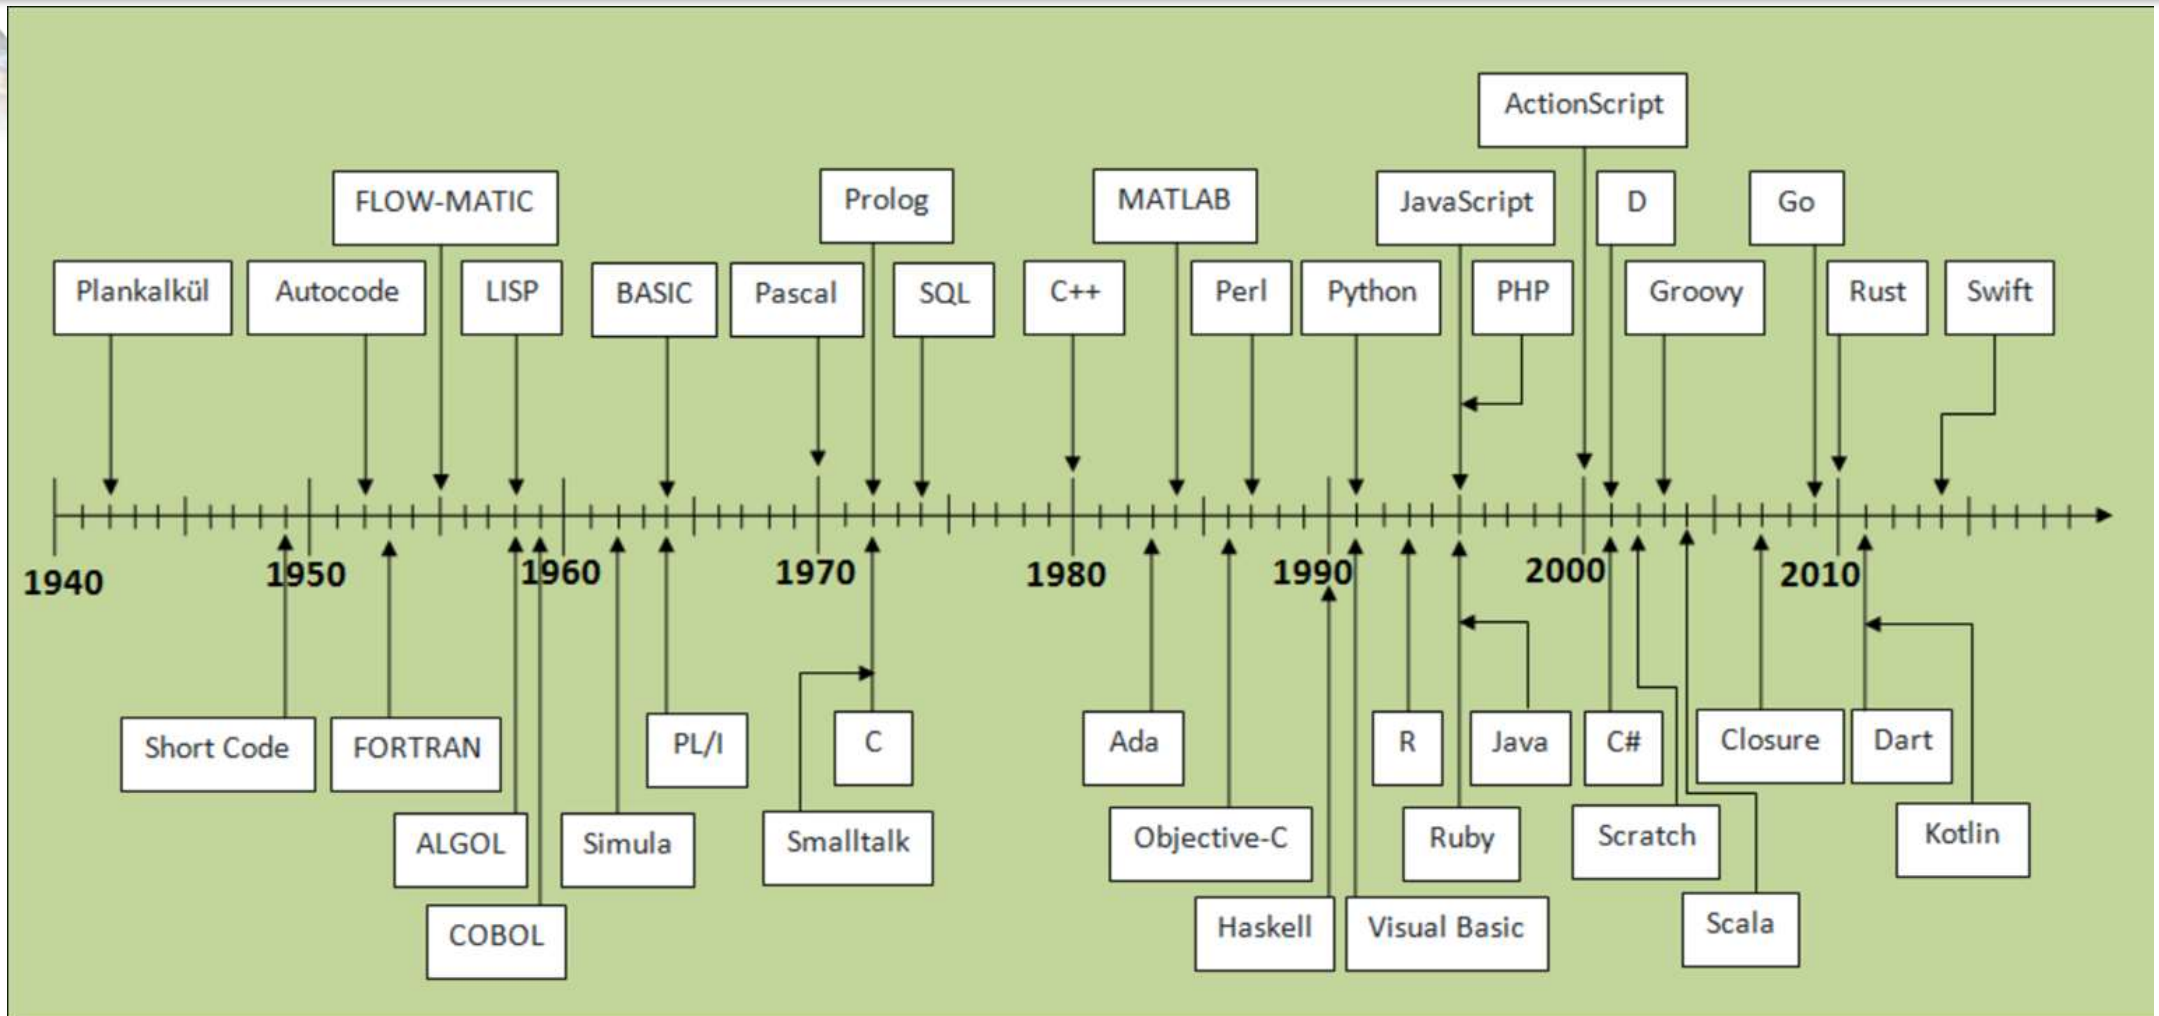 ActionScript
FLOW-MATIC
Prolog
MATLAB
JavaScript
D
Go
Plankalkül
Autocode
LISP
BASIC
Pascal
SQL
C++
Perl
Python
PHP
Groovy
Rust
Swift
1940
1950
1960
1970
1980
1990
2000
2010
Short Code
FORTRAN
PL/I
C
Ada
R
Java
C#
Closure
Dart
ALGOL
Simula
Smalltalk
Objective-C
Ruby
Scratch
Kotlin
COBOL
Haskell
Visual Basic
Scala